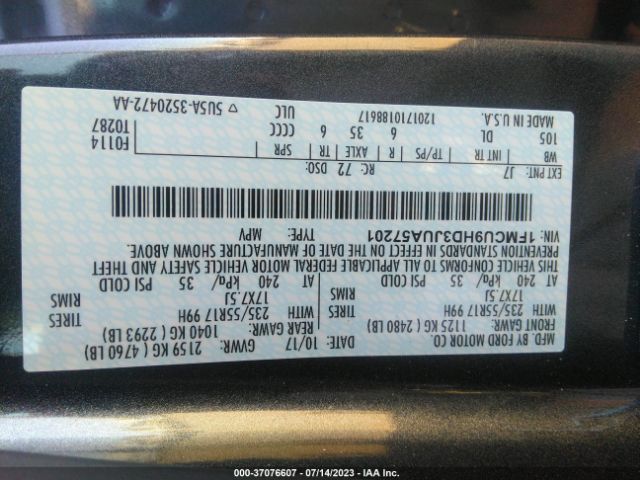 MFD. BY FORD MOTOR CO.
DATE: 10/17 GVWR: 2159 KG ( 4760 LB)
FRONT GAWR: 1125 KG ( 2480 LB) REAR GAWR: 1040 KG ( 2293 LB)
WITH 235/55R17 99H TIRES WITH 235/55R17 99H TIRES
17X7.5J RIMS 17X7.5J RIMS
AT 240 kPa/ 35 PSI COLD AT 240 kPa/ 35 PSI COLD
THIS VEHICLE CONFORMS TO ALL APPLICABLE FEDERAL MOTOR VEHICLE SAFETY AND THEFT
PREVENTION STANDARDS IN EFFECT ON THE DATE OF MANUFACTURE SHOWN ABOVE.
VIN: 1FMCU9HD3JUA57201 TYPE: MPV
EXT PNT: J7 RC: 72 DSO: F0114
WB INT TR TP/PS R AXLE TR SPR T0287
105 DL 6 35 6 CCCC
MADE IN U.S.A. 120171018861 7 ULC
▽ 5U5A-3520472-AA
000-37076607 - 07/14/2023 - IAA Inc.